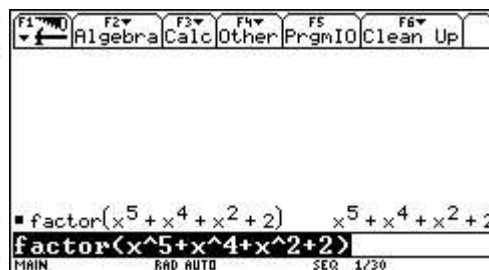 F1 F2 F3 F4 F5 F6
Algebra Calc Other PrgmIO Clean Up
factor(x⁵ + x⁴ + x² + 2) x⁵ + x⁴ + x² + 2
factor(x^5+x^4+x^2+2)
MAIN RAD AUTO SEQ 1/30